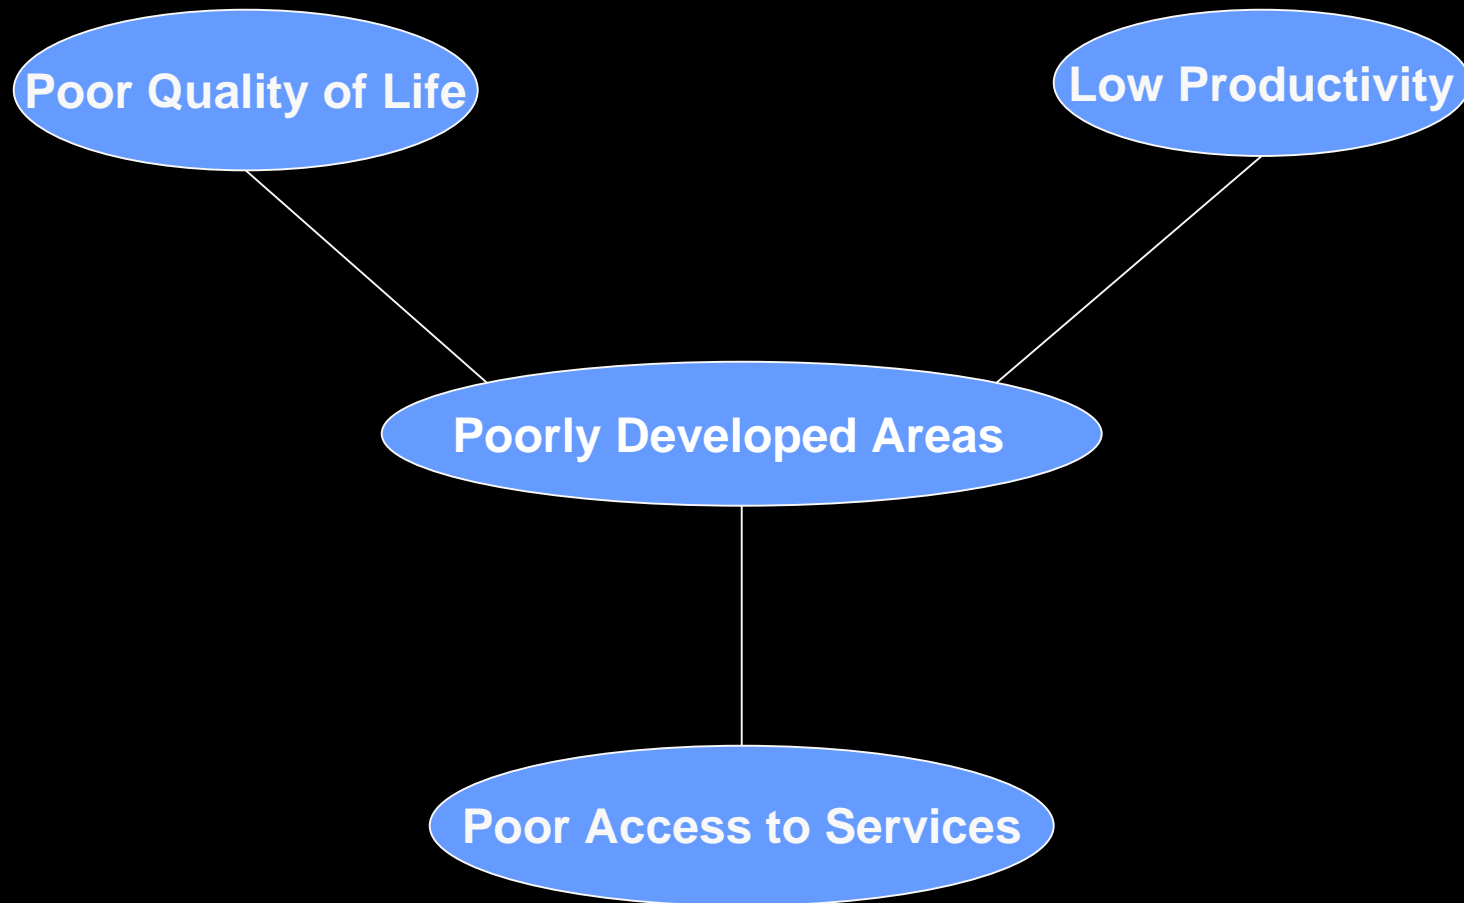 Poor Quality of Life
Low Productivity
Poorly Developed Areas
Poor Access to Services